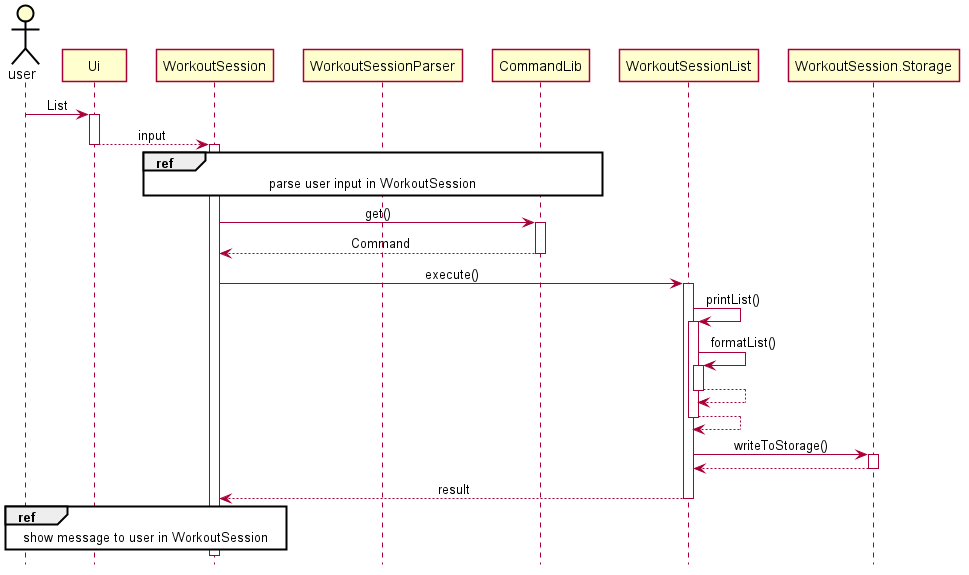 user
Ui
WorkoutSession
WorkoutSessionParser
CommandLib
WorkoutSessionList
WorkoutSession.Storage
List
input
ref
parse user input in WorkoutSession
get()
Command
execute()
printList()
formatList()
writeToStorage()
result
ref
show message to user in WorkoutSession